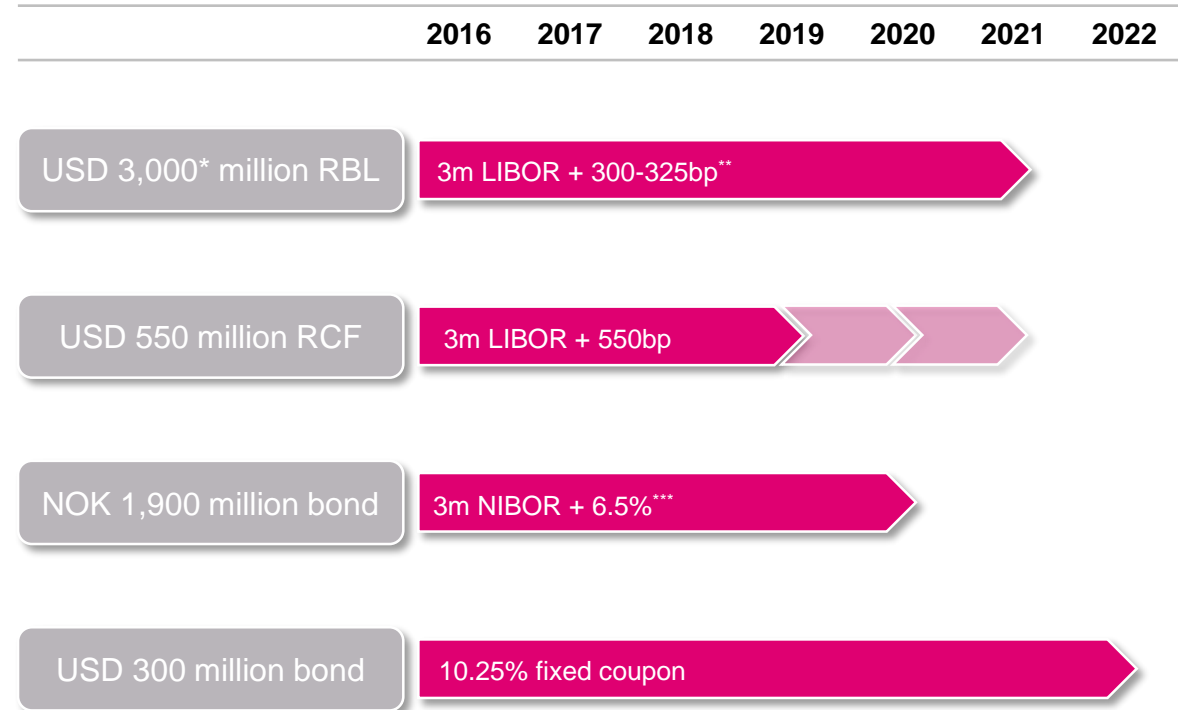 2016 2017 2018 2019 2020 2021 2022
USD 3,000* million RBL
3m LIBOR + 300-325bp**
USD 550 million RCF
3m LIBOR + 550bp
NOK 1,900 million bond
3m NIBOR + 6.5%***
USD 300 million bond
10.25% fixed coupon